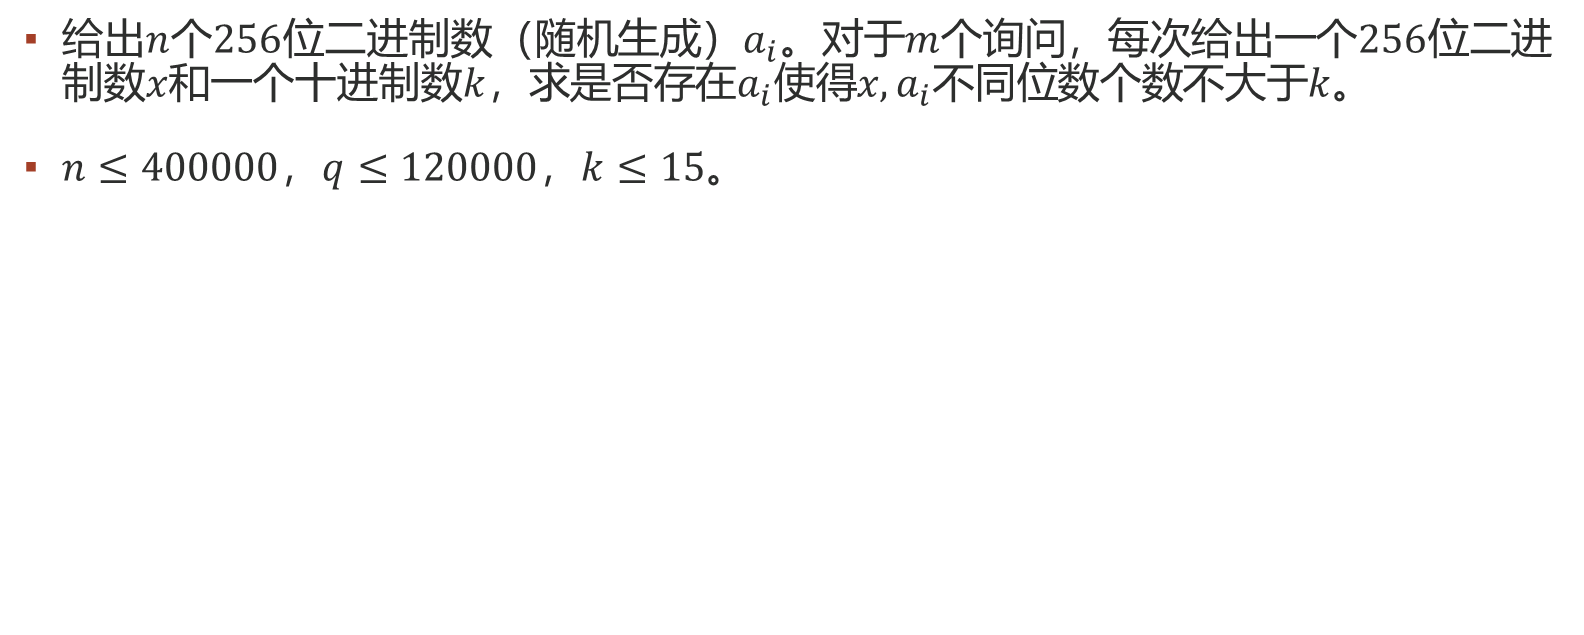 ▪ 给出n个256位二进制数（随机生成）aᵢ。对于m个询问，每次给出一个256位二进
制数x和一个十进制数k，求是否存在aᵢ使得x, aᵢ不同位数个数不大于k。
▪ n ≤ 400000，q ≤ 120000，k ≤ 15。